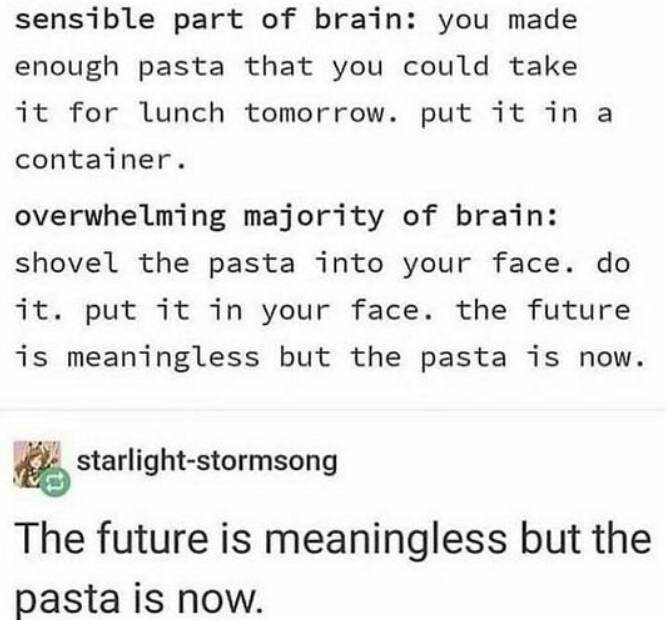 sensible part of brain: you made
enough pasta that you could take
it for lunch tomorrow. put it in a
container.
overwhelming majority of brain:
shovel the pasta into your face. do
it. put it in your face. the future
is meaningless but the pasta is now.
starlight-stormsong
The future is meaningless but the
pasta is now.